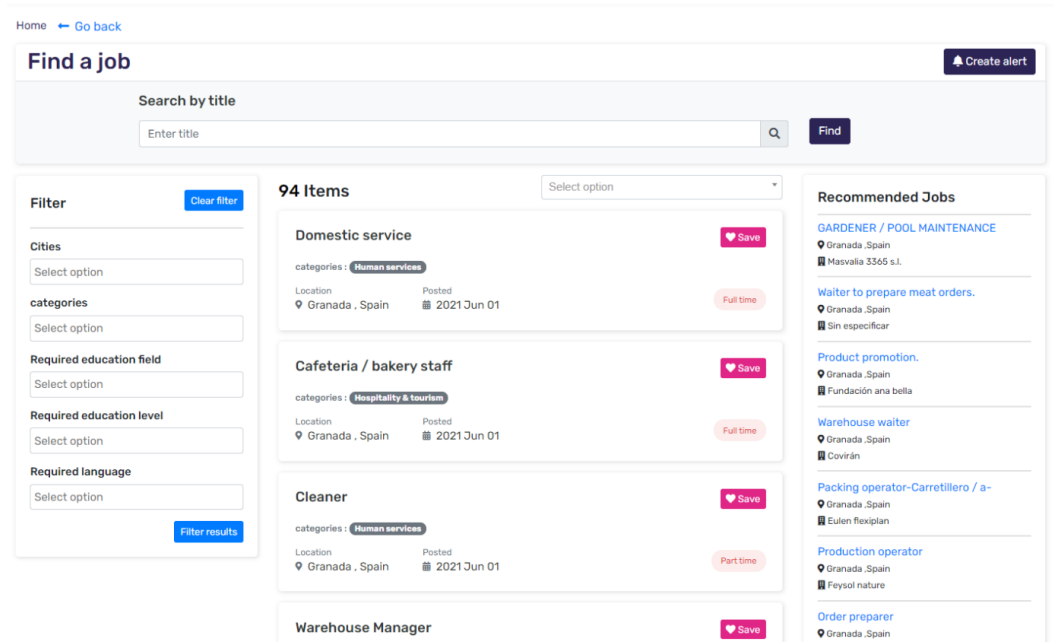 Home ← Go back
Find a job
Create alert
Search by title
Enter title
Find
Filter
Clear filter
Cities
Select option
categories
Select option
Required education field
Select option
Required education level
Select option
Required language
Select option
Filter results
94 Items
Select option
Domestic service
Save
categories : Human services
Location
Posted
Granada , Spain
2021 Jun 01
Full time
Cafeteria / bakery staff
Save
categories : Hospitality & tourism
Location
Posted
Granada , Spain
2021 Jun 01
Full time
Cleaner
Save
categories : Human services
Location
Posted
Granada , Spain
2021 Jun 01
Part time
Warehouse Manager
Save
Recommended Jobs
GARDENER / POOL MAINTENANCE
Granada ,Spain
Masvalia 3365 s.l.
Waiter to prepare meat orders.
Granada ,Spain
Sin especificar
Product promotion.
Granada ,Spain
Fundación ana bella
Warehouse waiter
Granada ,Spain
Covirán
Packing operator-Carretillero / a-
Granada ,Spain
Eulen flexiplan
Production operator
Granada ,Spain
Feysol nature
Order preparer
Granada ,Spain